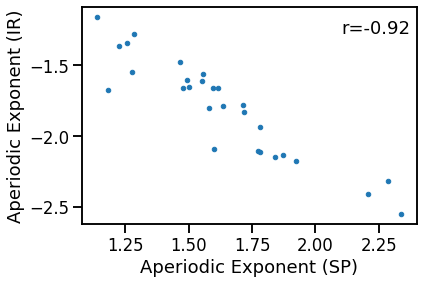 r=-0.92
Aperiodic Exponent (IR)
−1.5
−2.0
−2.5
1.25
1.50
1.75
2.00
2.25
Aperiodic Exponent (SP)